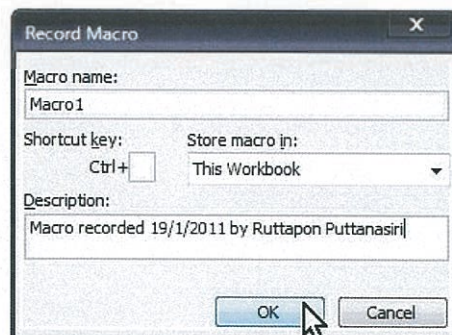 Record Macro
Macro name:
Macro1
Shortcut key: Store macro in:
Ctrl+ This Workbook
Description:
Macro recorded 19/1/2011 by Ruttapon Puttanasiri
OK Cancel